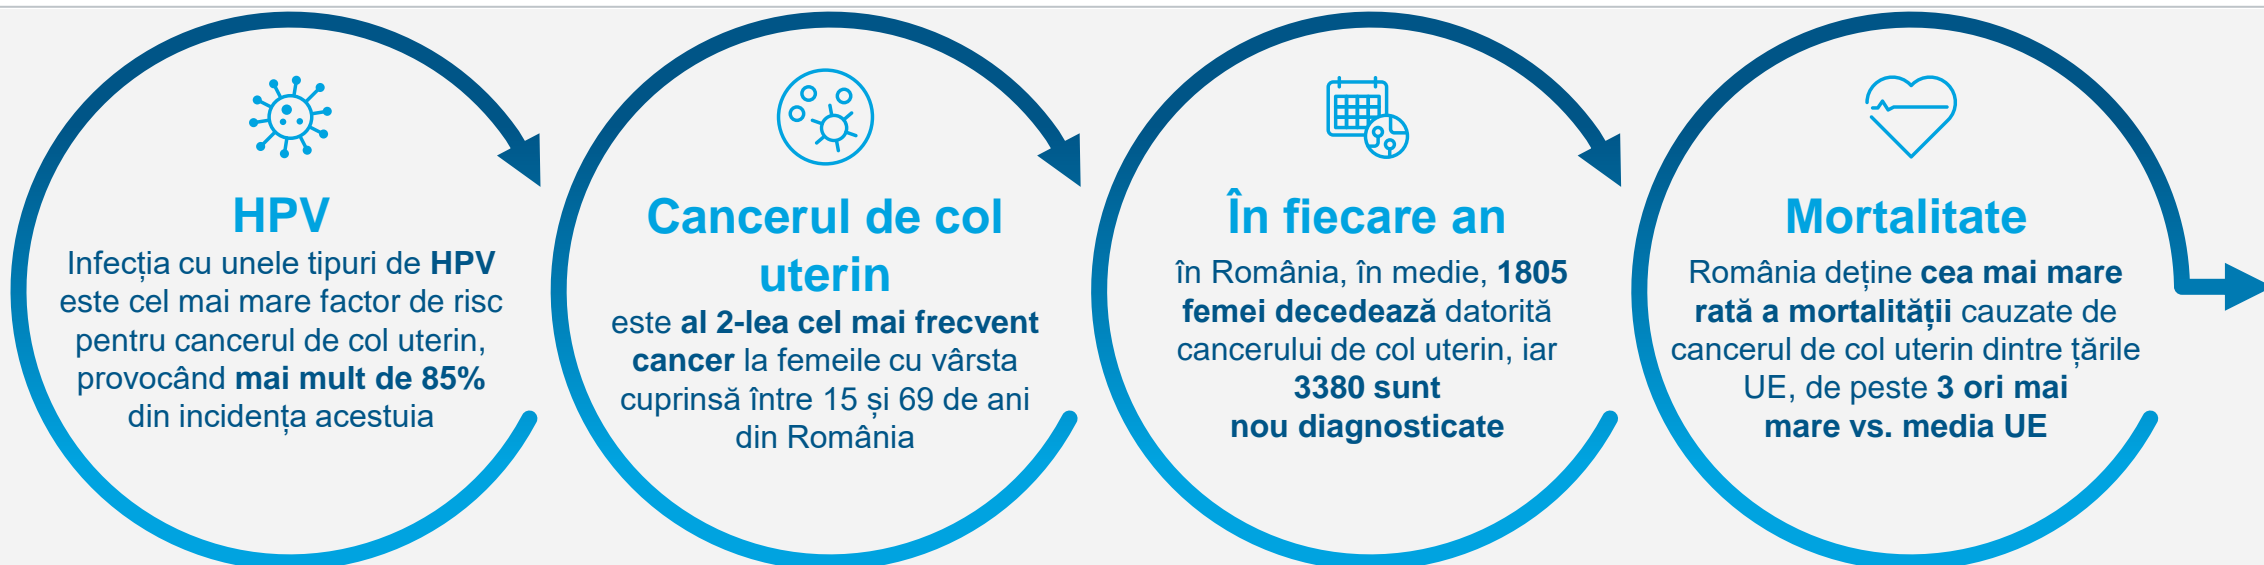 HPV
Infecția cu unele tipuri de HPV
este cel mai mare factor de risc
pentru cancerul de col uterin,
provocând mai mult de 85%
din incidența acestuia
Cancerul de col
uterin
este al 2-lea cel mai frecvent
cancer la femeile cu vârsta
cuprinsă între 15 și 69 de ani
din România
În fiecare an
în România, în medie, 1805
femei decedează datorită
cancerului de col uterin, iar
3380 sunt
nou diagnosticate
Mortalitate
România deține cea mai mare
rată a mortalității cauzate de
cancerul de col uterin dintre țările
UE, de peste 3 ori mai
mare vs. media UE